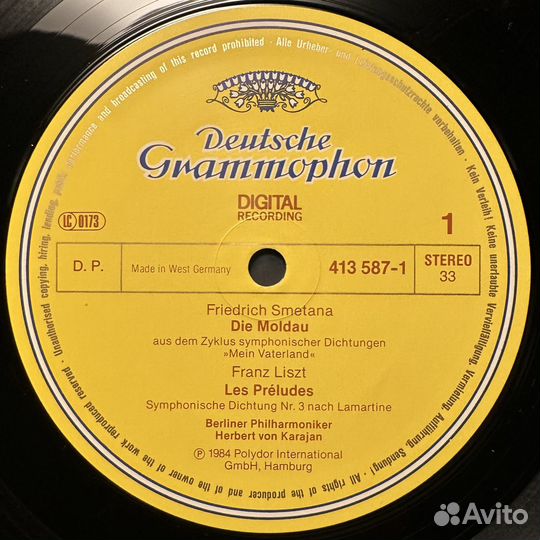 Deutsche
Grammophon
DIGITAL
RECORDING
LC 0173
1
D. P.
Made in West Germany
413 587-1
STEREO
33
Friedrich Smetana
Die Moldau
aus dem Zyklus symphonischer Dichtungen
»Mein Vaterland«
Franz Liszt
Les Préludes
Symphonische Dichtung Nr. 3 nach Lamartine
Berliner Philharmoniker
Herbert von Karajan
℗ 1984 Polydor International
GmbH, Hamburg
Unauthorised copying, hiring, lending, public performance and broadcasting of this record prohibited · Alle Urheber- und Leistungsschutzrechte vorbehalten · Kein Verleih! Keine unerlaubte Vervielfältigung, Vermietung, Aufführung, Sendung! · All rights of the producer and of the owner of the work reproduced reserved ·
Avito